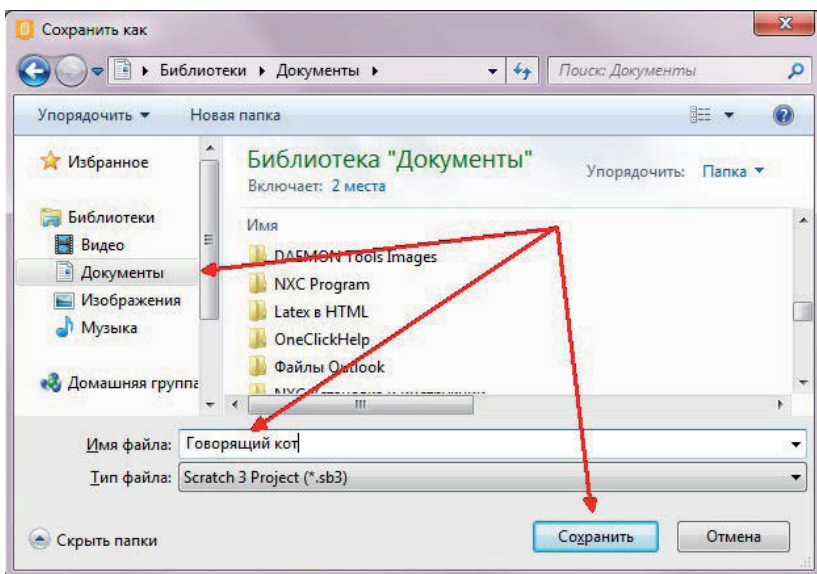 Сохранить как
Библиотеки Документы
Поиск: Документы
Упорядочить Новая папка
Избранное
Библиотеки
Видео
Документы
Изображения
Музыка
Домашняя группа
Библиотека "Документы"
Включает: 2 места
Упорядочить: Папка
Имя
DAEMON Tools Images
NXC Program
Latex в HTML
OneClickHelp
Файлы Outlook
Имя файла: Говорящий кот
Тип файла: Scratch 3 Project (*.sb3)
Скрыть папки
Сохранить
Отмена